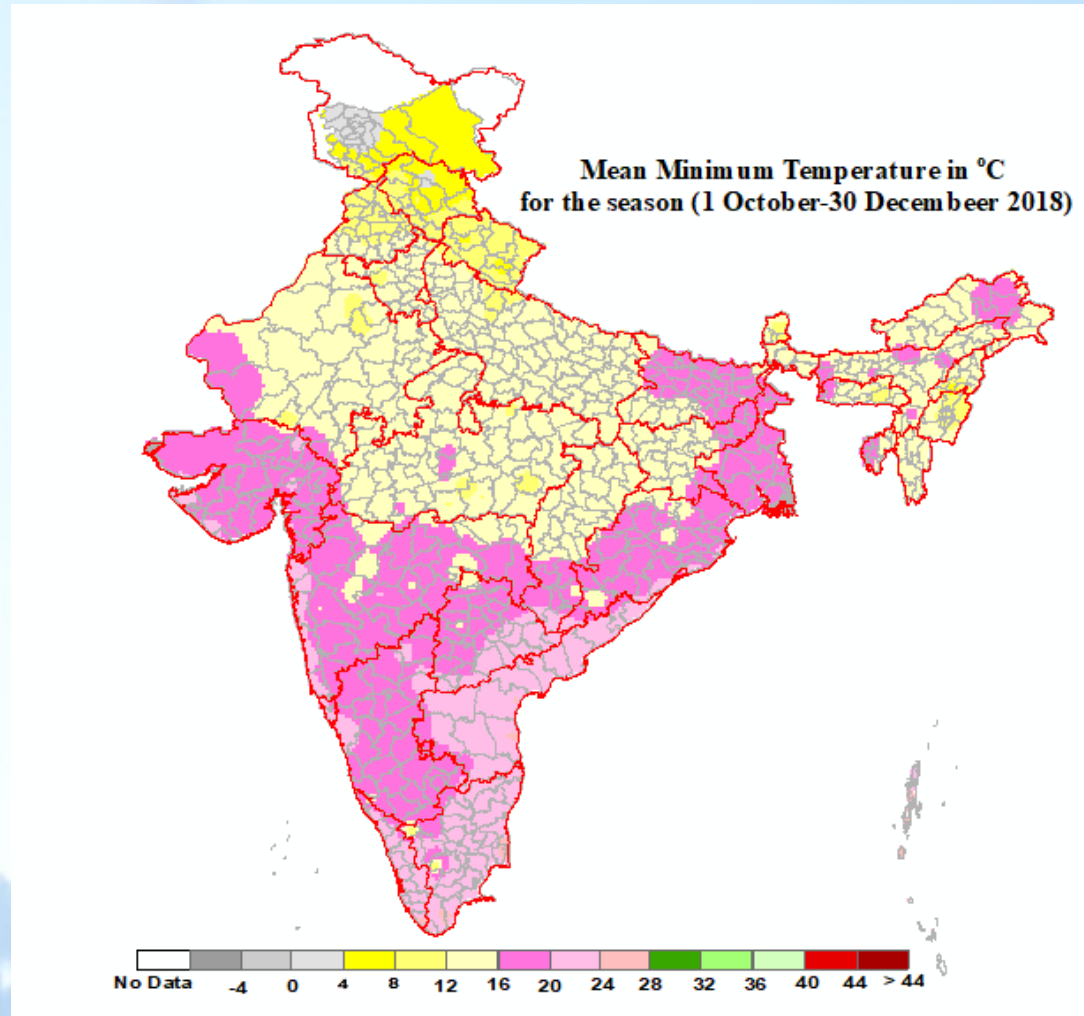 Mean Minimum Temperature in °C
for the season (1 October-30 Decembeer 2018)
No Data -4 0 4 8 12 16 20 24 28 32 36 40 44 > 44